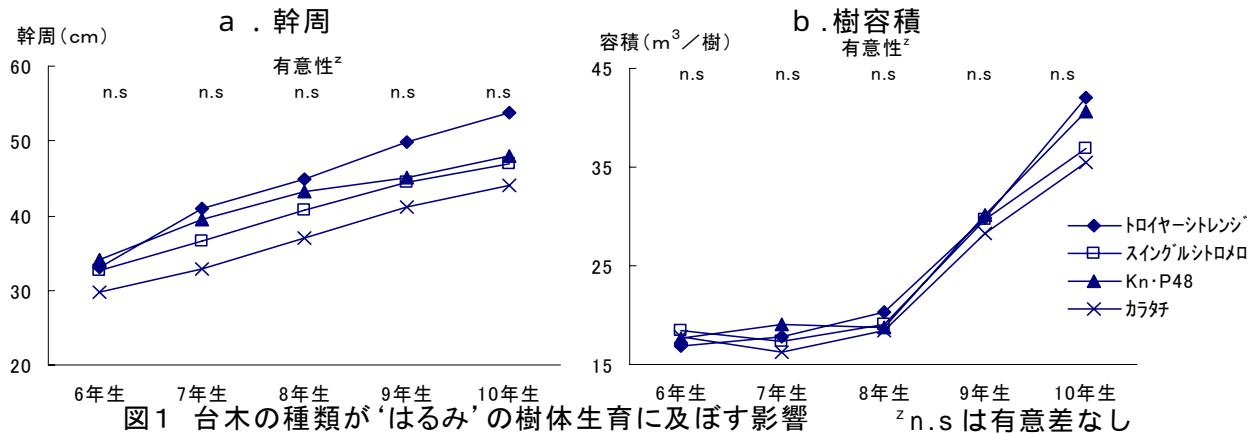 a．幹周
幹周(cm)
有意性z
n.s n.s n.s n.s n.s
60
50
40
30
20
6年生 7年生 8年生 9年生 10年生
b.樹容積
容積(m3／樹)
有意性z
n.s n.s n.s n.s n.s
45
35
25
15
6年生 7年生 8年生 9年生 10年生
ﾄﾛｲﾔｰｼﾄﾚﾝｼﾞ
ｽｲﾝｸﾞﾙｼﾄﾛﾒﾛ
Kn･P48
ｶﾗﾀﾁ
図1 台木の種類が‘はるみ’の樹体生育に及ぼす影響 zn.sは有意差なし